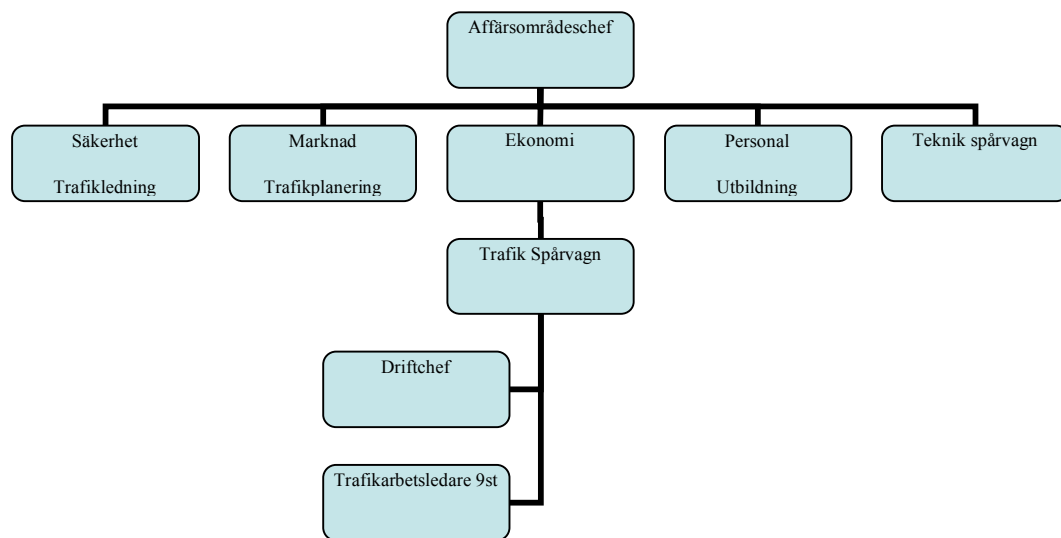 Affärsområdeschef
Säkerhet
Trafikledning
Marknad
Trafikplanering
Ekonomi
Personal
Utbildning
Teknik spårvagn
Trafik Spårvagn
Driftchef
Trafikarbetsledare 9st